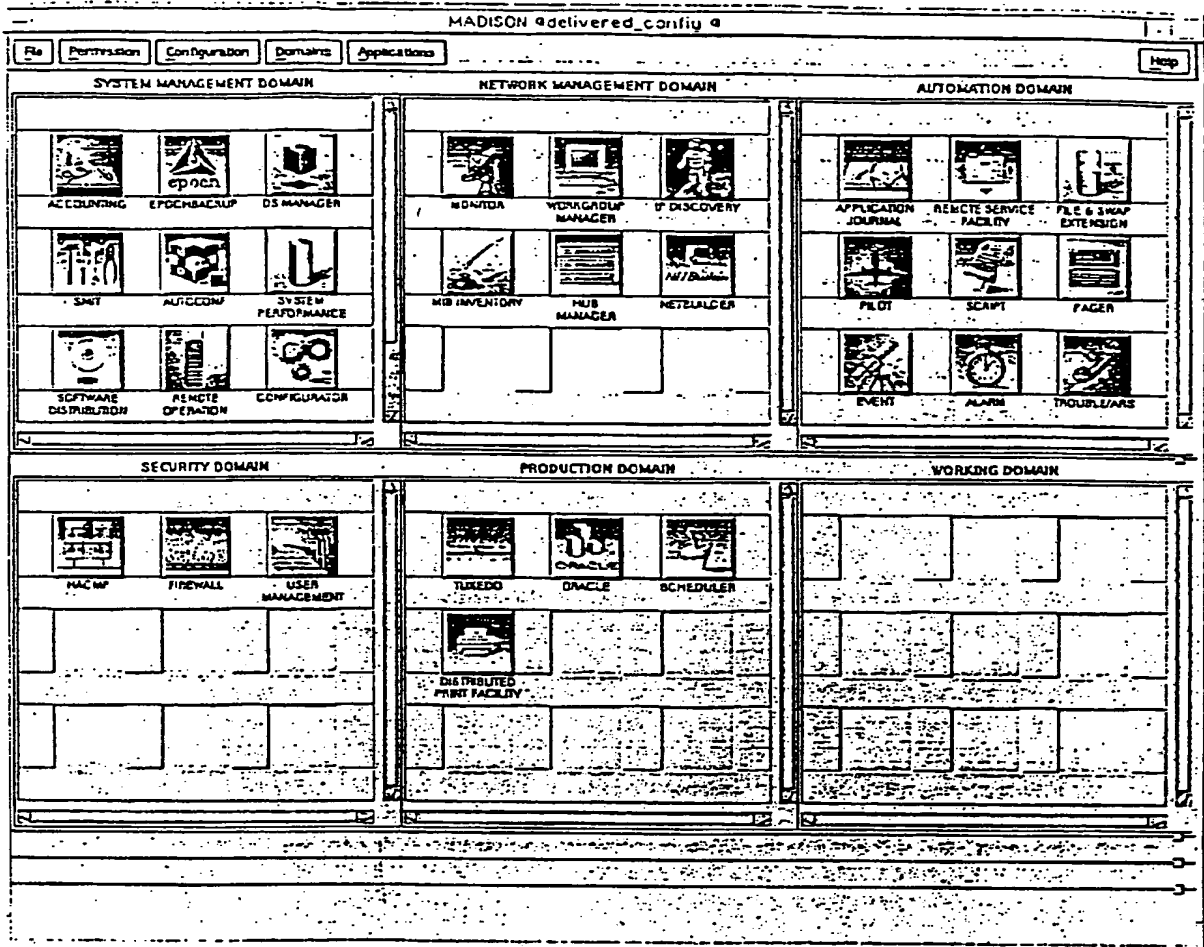 MADISON @delivered_config @
File Permission Configuration Domains Applications Help
SYSTEM MANAGEMENT DOMAIN
NETWORK MANAGEMENT DOMAIN
AUTOMATION DOMAIN
epoch
ACCOUNTING EPOCHBACKUP DS MANAGER
MONITOR WORKGROUP MANAGER IP DISCOVERY
APPLICATION JOURNAL REMOTE SERVICE FACILITY FILE & SWAP EXTENSION
SMIT AUTOCONF SYSTEM PERFORMANCE
MIB INVENTORY HUB MANAGER NETBUILDER
PILOT SCRIPT PAGER
SOFTWARE DISTRIBUTION REMOTE OPERATION CONFIGURATOR
EVENT ALARM TROUBLE/ARS
SECURITY DOMAIN
PRODUCTION DOMAIN
WORKING DOMAIN
ORACLE
HACMP FIREWALL USER MANAGEMENT
TUXEDO ORACLE SCHEDULER
DISTRIBUTED PRINT FACILITY